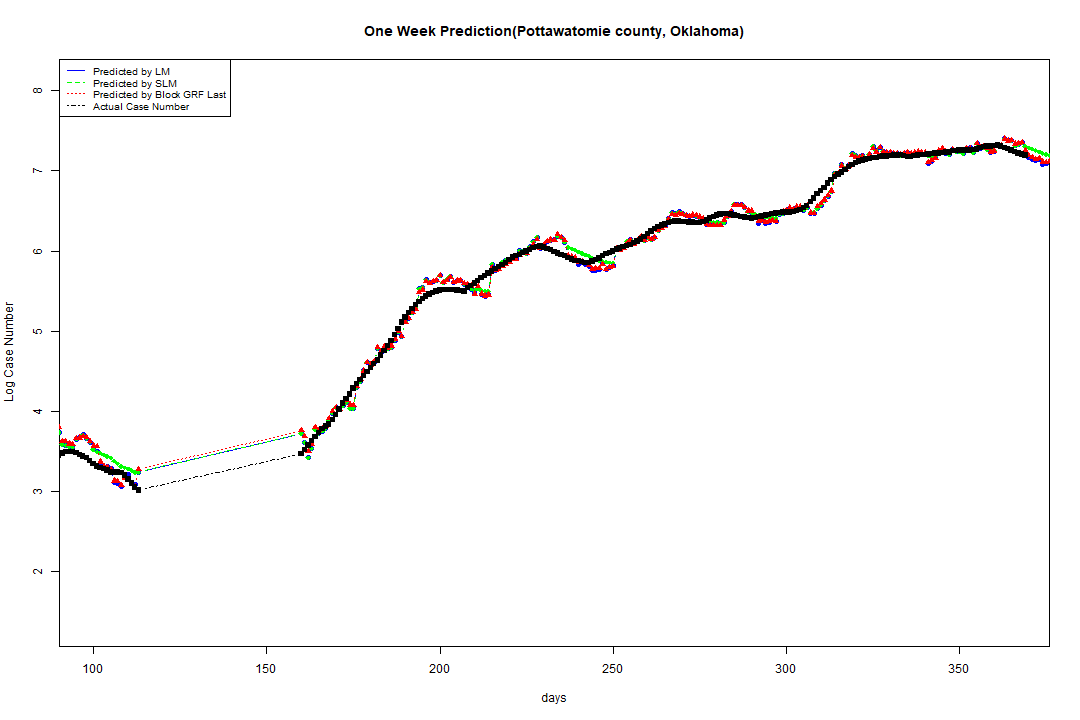 One Week Prediction(Pottawatomie county, Oklahoma)
Predicted by LM
Predicted by SLM
Predicted by Block GRF Last
Actual Case Number
8
7
6
5
4
3
2
Log Case Number
100 150 200 250 300 350
days